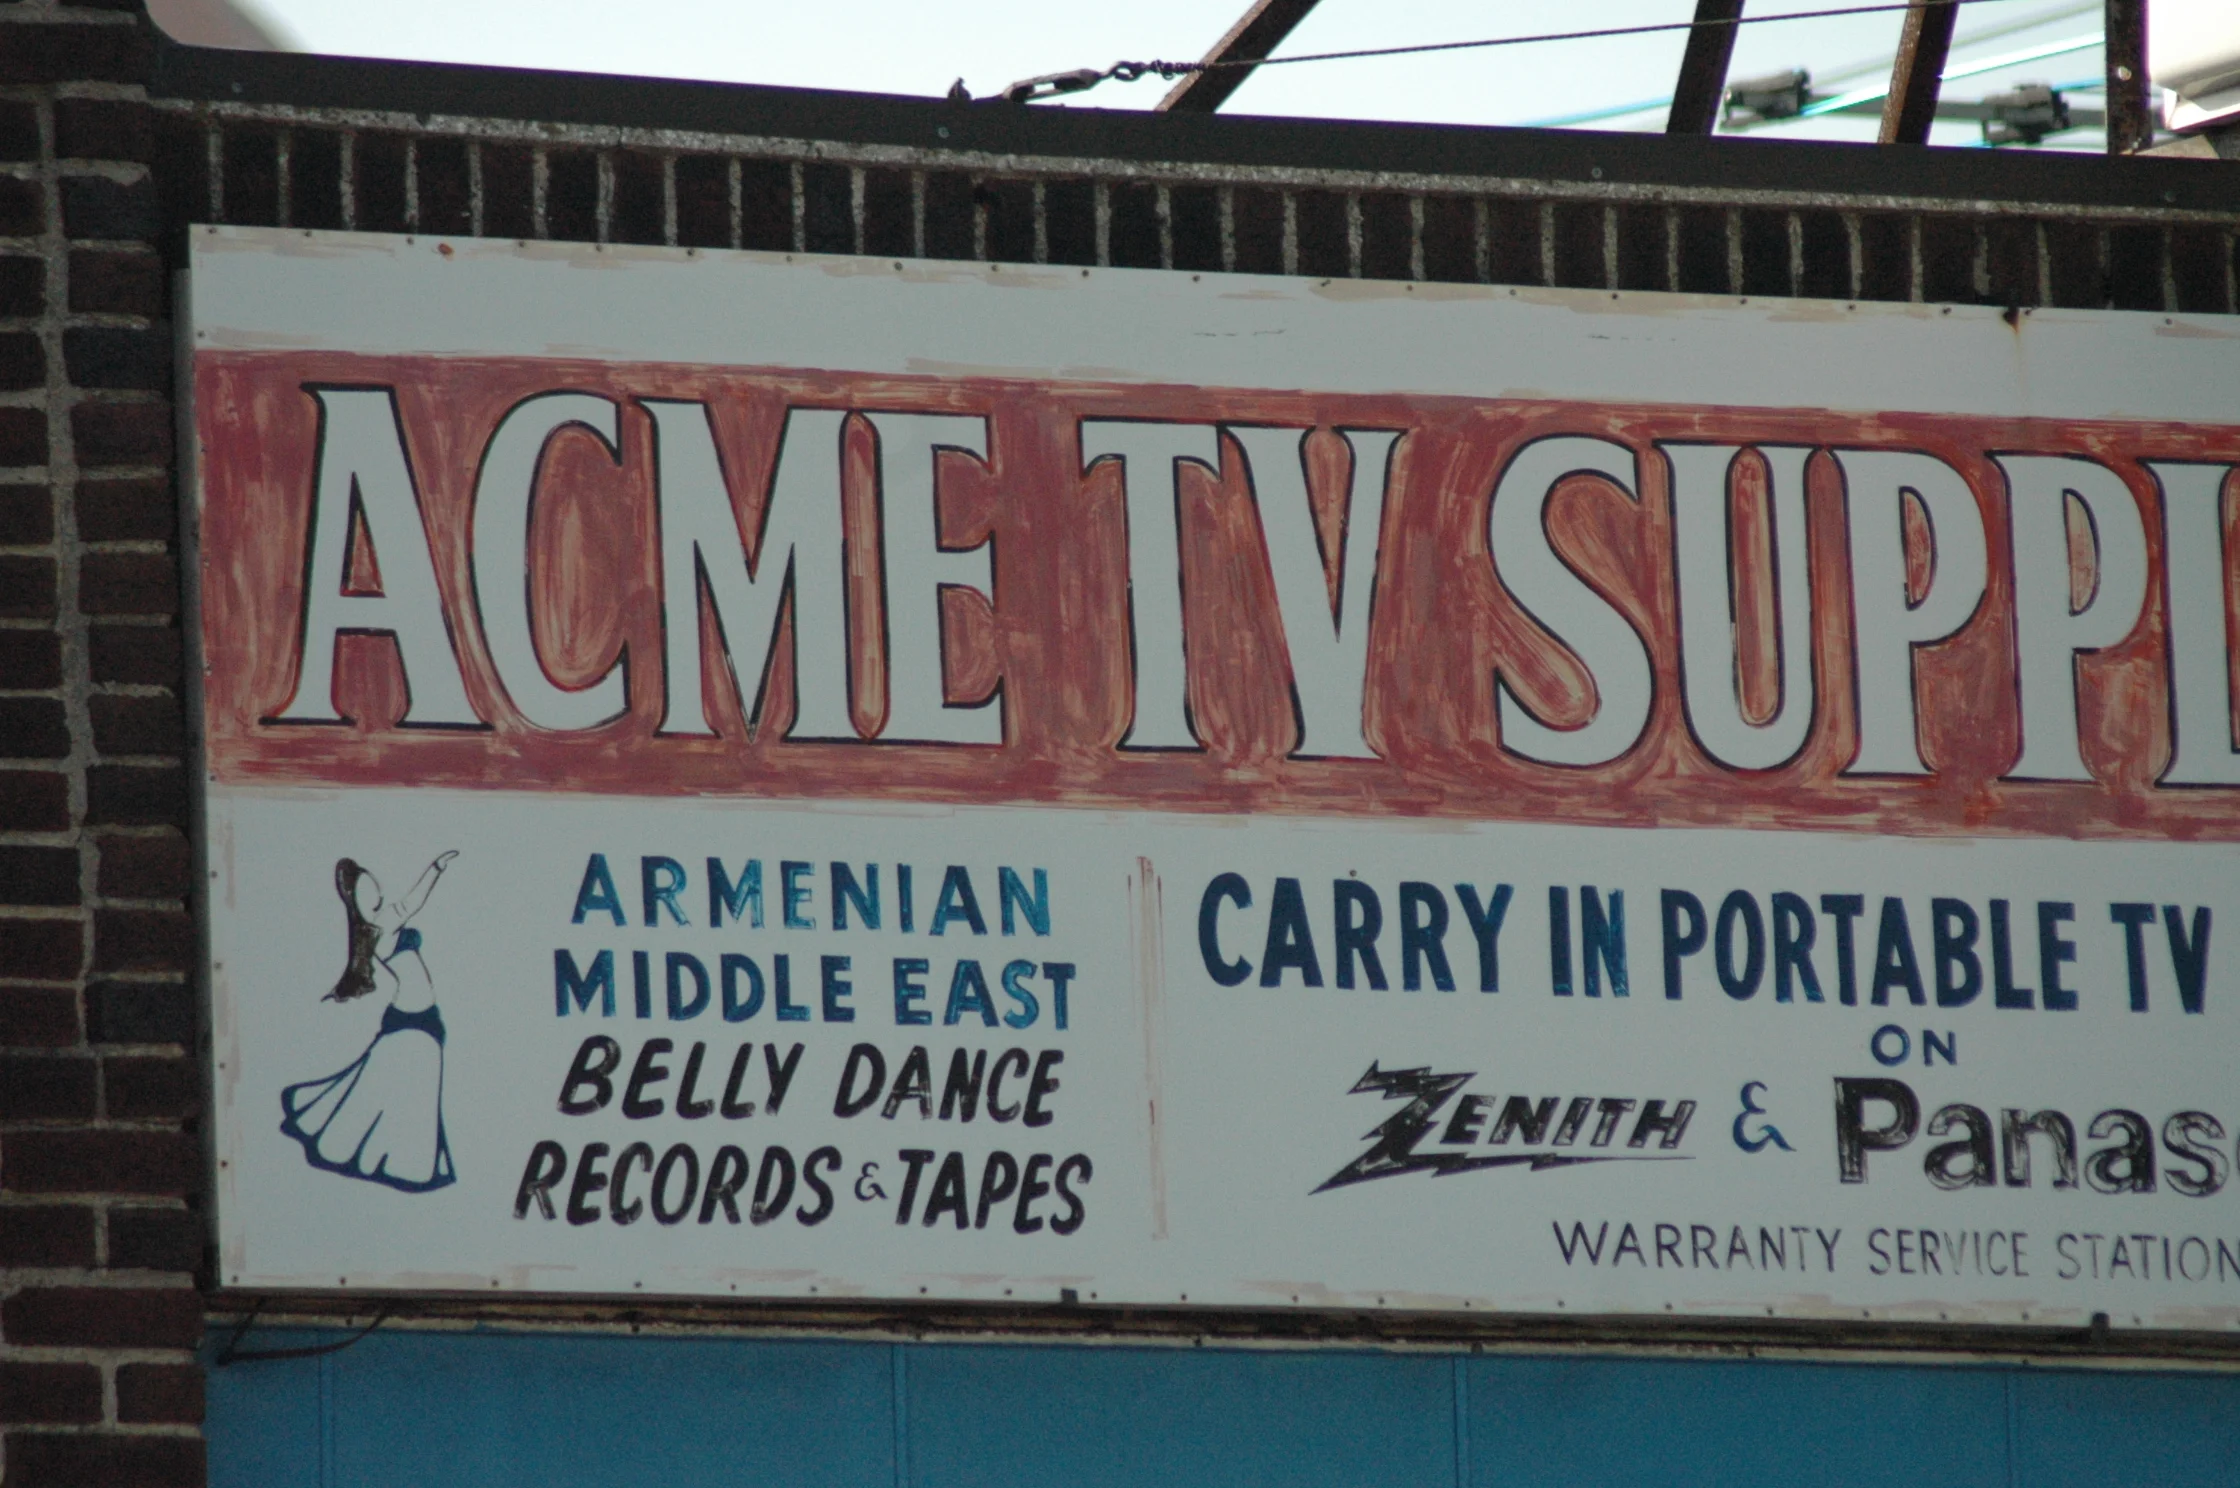 ACME TV SUPPL
ARMENIAN
MIDDLE EAST
BELLY DANCE
RECORDS & TAPES
CARRY IN PORTABLE TV
ON
ZENITH & Panas
WARRANTY SERVICE STATION